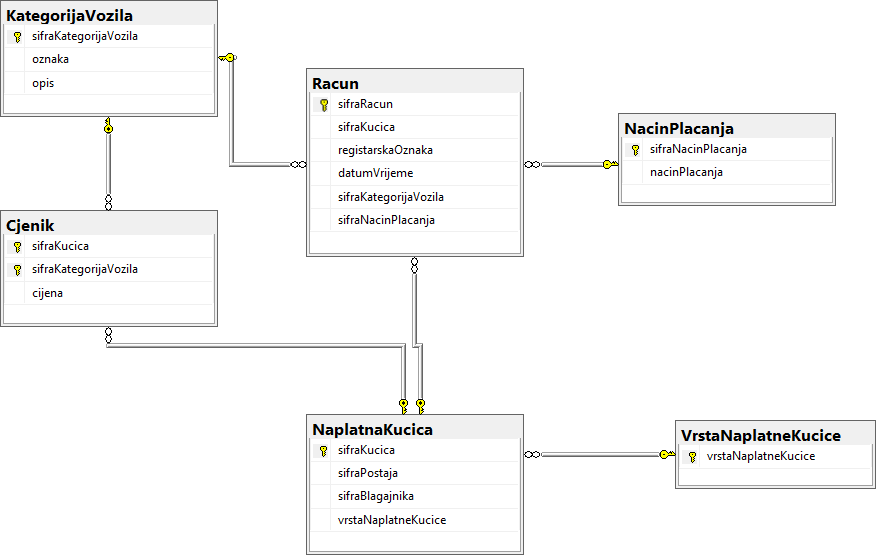 KategorijaVozila
sifraKategorijaVozila
oznaka
opis
Racun
sifraRacun
sifraKucica
registarskaOznaka
datumVrijeme
sifraKategorijaVozila
sifraNacinPlacanja
NacinPlacanja
sifraNacinPlacanja
nacinPlacanja
Cjenik
sifraKucica
sifraKategorijaVozila
cijena
NaplatnaKucica
sifraKucica
sifraPostaja
sifraBlagajnika
vrstaNaplatneKucice
VrstaNaplatneKucice
vrstaNaplatneKucice